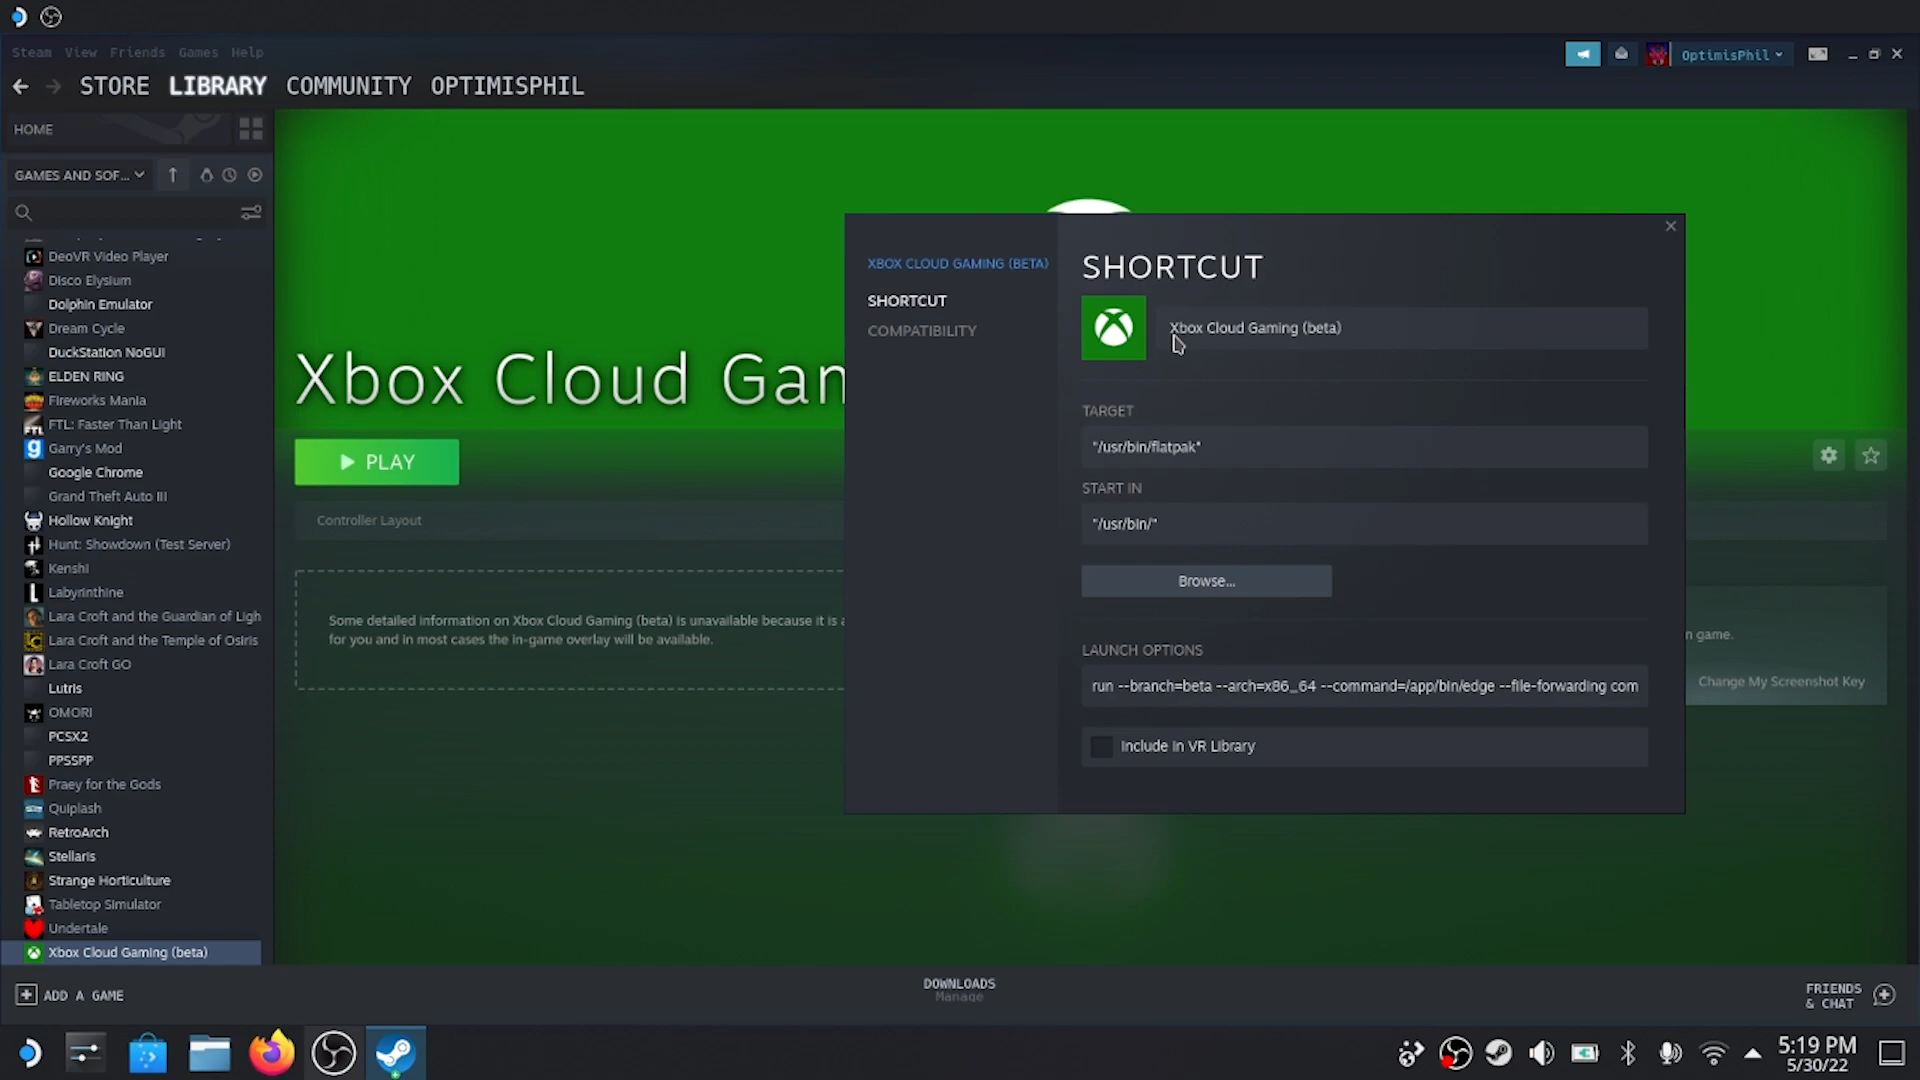 Steam View Friends Games Help
OptimisPhil
STORE LIBRARY COMMUNITY OPTIMISPHIL
HOME
GAMES AND SOF...
DeoVR Video Player
Disco Elysium
Dolphin Emulator
Dream Cycle
DuckStation NoGUI
ELDEN RING
Fireworks Mania
FTL: Faster Than Light
Garry's Mod
Google Chrome
Grand Theft Auto III
Hollow Knight
Hunt: Showdown (Test Server)
Kenshi
Labyrinthine
Lara Croft and the Guardian of Ligh
Lara Croft and the Temple of Osiris
Lara Croft GO
Lutris
OMORI
PCSX2
PPSSPP
Praey for the Gods
Quiplash
RetroArch
Stellaris
Strange Horticulture
Tabletop Simulator
Undertale
Xbox Cloud Gaming (beta)
Xbox Cloud Gam
PLAY
Controller Layout
Some detailed information on Xbox Cloud Gaming (beta) is unavailable because it is a
for you and in most cases the in-game overlay will be available.
XBOX CLOUD GAMING (BETA)
SHORTCUT
COMPATIBILITY
SHORTCUT
Xbox Cloud Gaming (beta)
TARGET
"/usr/bin/flatpak"
START IN
"/usr/bin/"
Browse...
LAUNCH OPTIONS
run --branch=beta --arch=x86_64 --command=/app/bin/edge --file-forwarding com
Include in VR Library
n game.
Change My Screenshot Key
ADD A GAME
DOWNLOADS
Manage
FRIENDS
& CHAT
5:19 PM
5/30/22